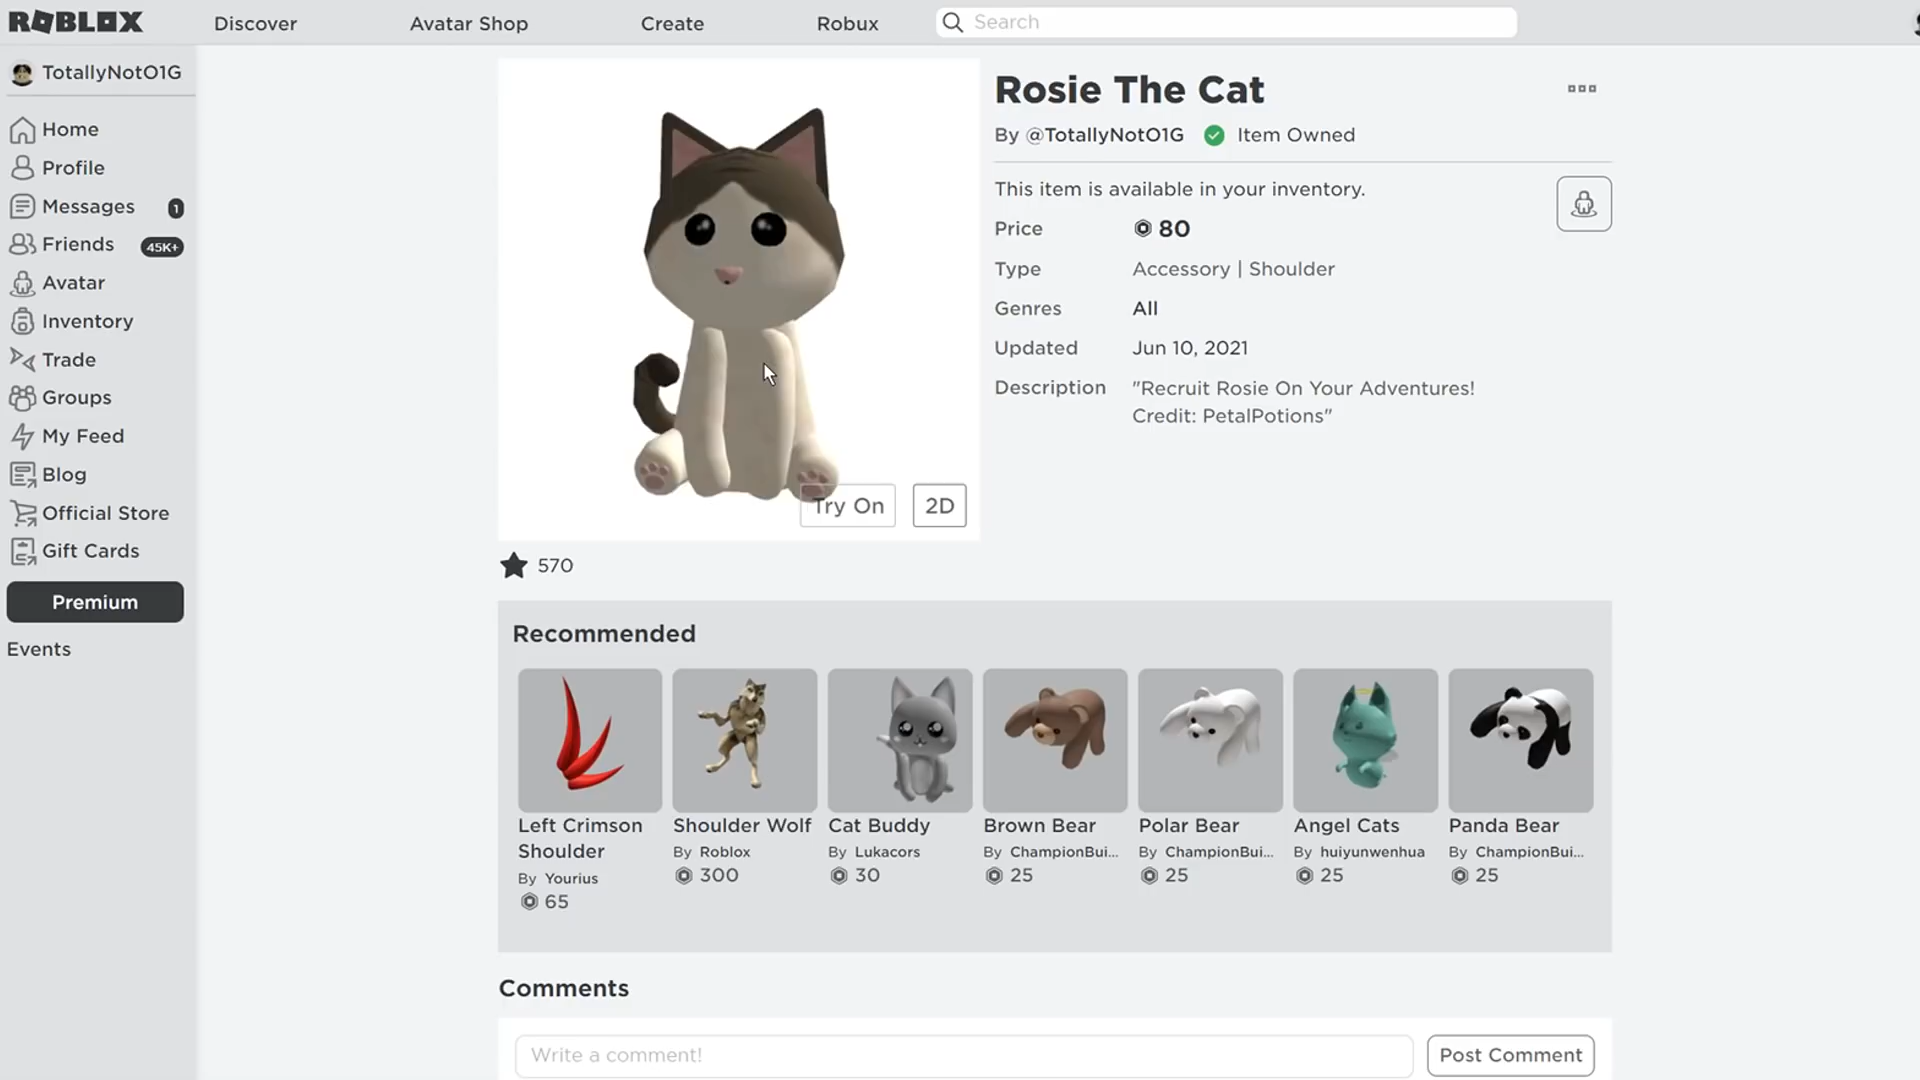 ROBLOX
Discover
Avatar Shop
Create
Robux
Search
TotallyNotO1G
Home
Profile
Messages 1
Friends 45K+
Avatar
Inventory
Trade
Groups
My Feed
Blog
Official Store
Gift Cards
Premium
Events
Try On
2D
570
Rosie The Cat
By @TotallyNotO1G Item Owned
This item is available in your inventory.
Price 80
Type Accessory | Shoulder
Genres All
Updated Jun 10, 2021
Description "Recruit Rosie On Your Adventures!
Credit: PetalPotions"
Recommended
Left Crimson
Shoulder
By Yourius
65
Shoulder Wolf
By Roblox
300
Cat Buddy
By Lukacors
30
Brown Bear
By ChampionBui...
25
Polar Bear
By ChampionBui...
25
Angel Cats
By huiyunwenhua
25
Panda Bear
By ChampionBui...
25
Comments
Write a comment!
Post Comment